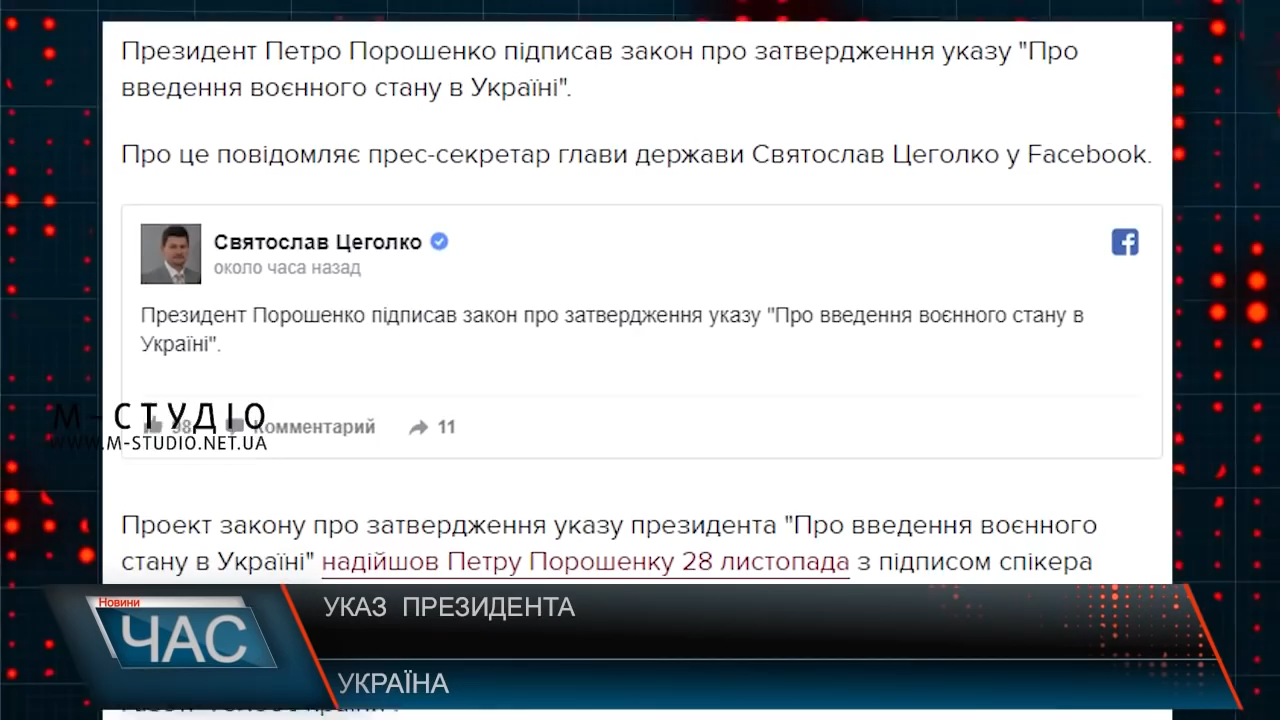 Президент Петро Порошенко підписав закон про затвердження указу "Про
введення воєнного стану в Україні".
Про це повідомляє прес-секретар глави держави Святослав Цеголко у Facebook.
Святослав Цеголко
около часа назад
Президент Порошенко підписав закон про затвердження указу "Про введення воєнного стану в
Україні".
М-СТУДІО
98 Комментарий 11
WWW.M-STUDIO.NET.UA
Проект закону про затвердження указу президента "Про введення воєнного
стану в Україні" надійшов Петру Порошенку 28 листопада з підписом спікера
Новини
ЧАС
УКАЗ ПРЕЗИДЕНТА
УКРАЇНА